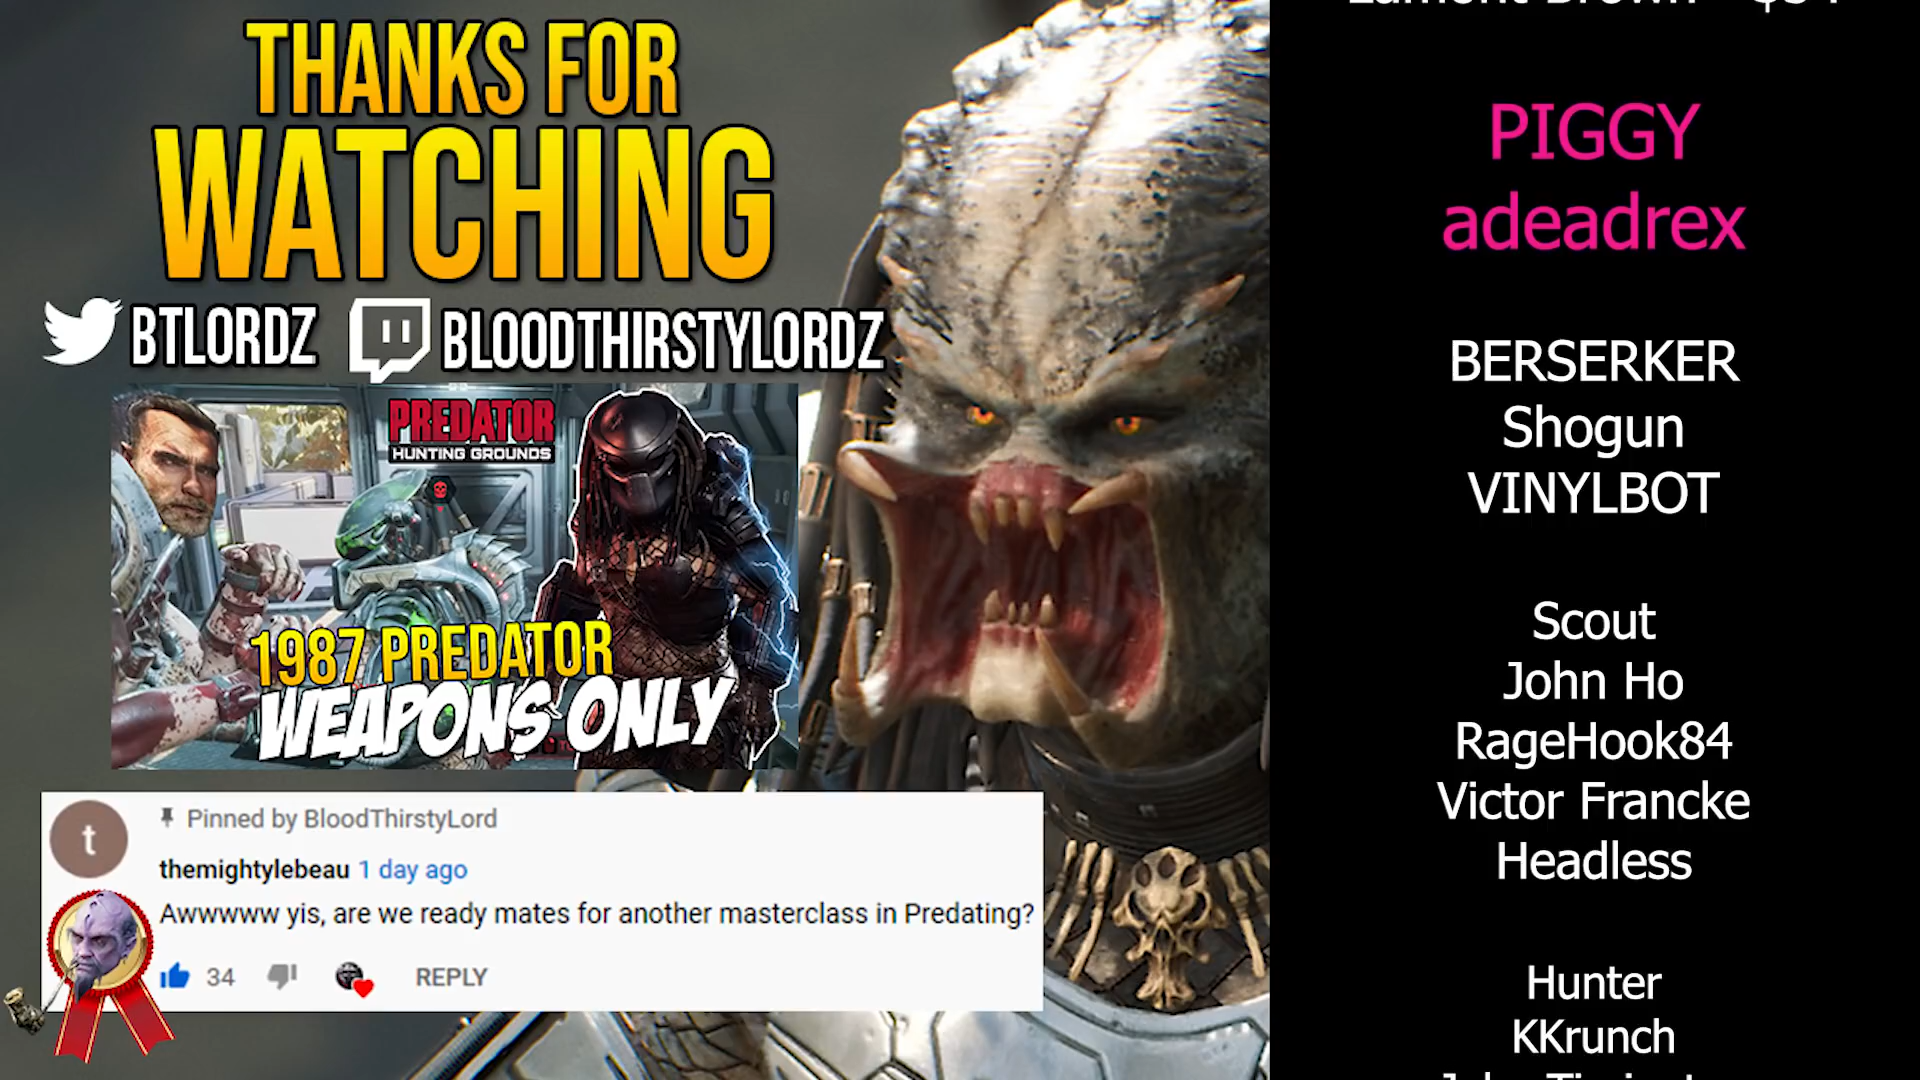 THANKS FOR
WATCHING
BTLORDZ
BLOODTHIRSTYLORDZ
PREDATOR
HUNTING GROUNDS
1987 PREDATOR
WEAPONS ONLY
t
Pinned by BloodThirstyLord
themightylebeau 1 day ago
Awwwww yis, are we ready mates for another masterclass in Predating?
34
REPLY
PIGGY
adeadrex
BERSERKER
Shogun
VINYLBOT
Scout
John Ho
RageHook84
Victor Francke
Headless
Hunter
KKrunch